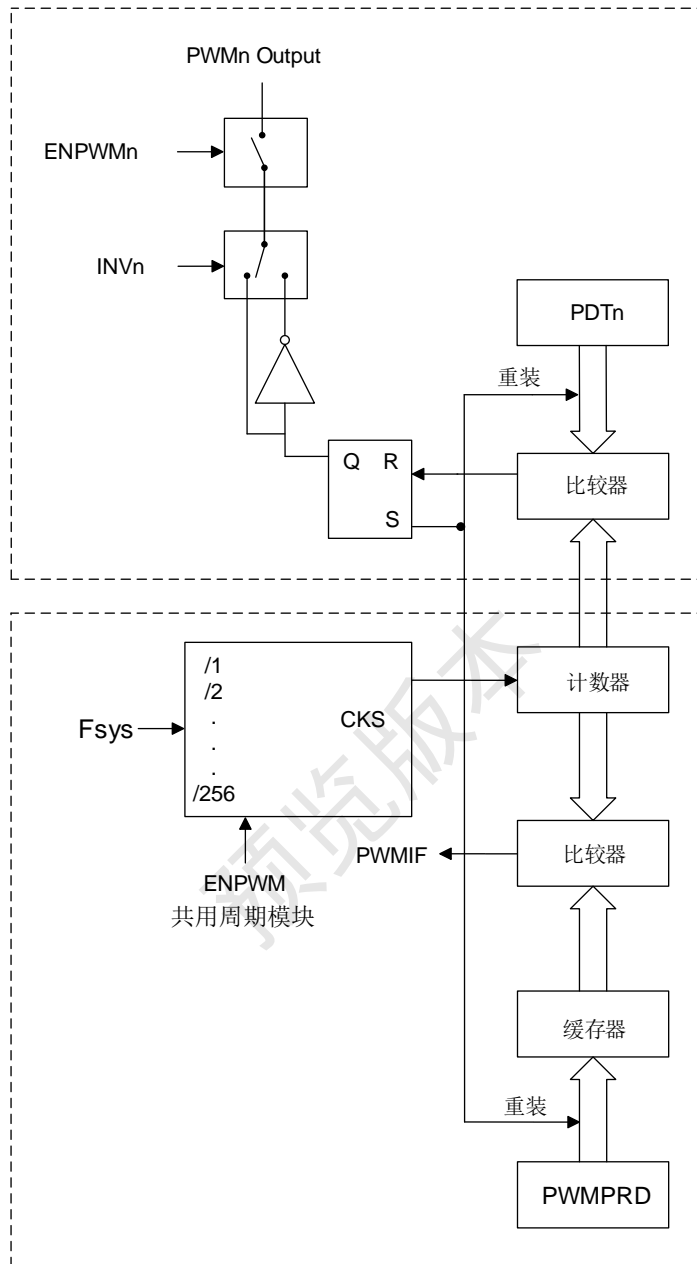 PWMn Output
ENPWMn
INVn
PDTn
重装
Q R
S
比较器
/1
/2
.
.
.
/256
CKS
Fsys
计数器
ENPWM
共用周期模块
PWMIF
比较器
缓存器
重装
PWMPRD
预览版本